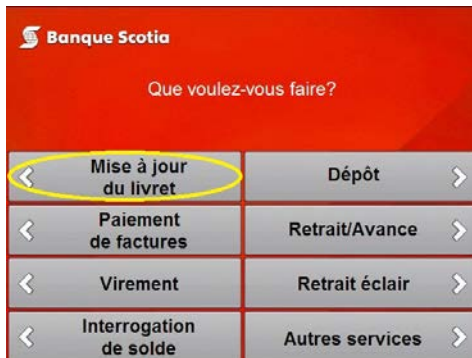 Banque Scotia
Que voulez-vous faire?
Mise à jour
du livret
Dépôt
Paiement
de factures
Retrait/Avance
Virement
Retrait éclair
Interrogation
de solde
Autres services